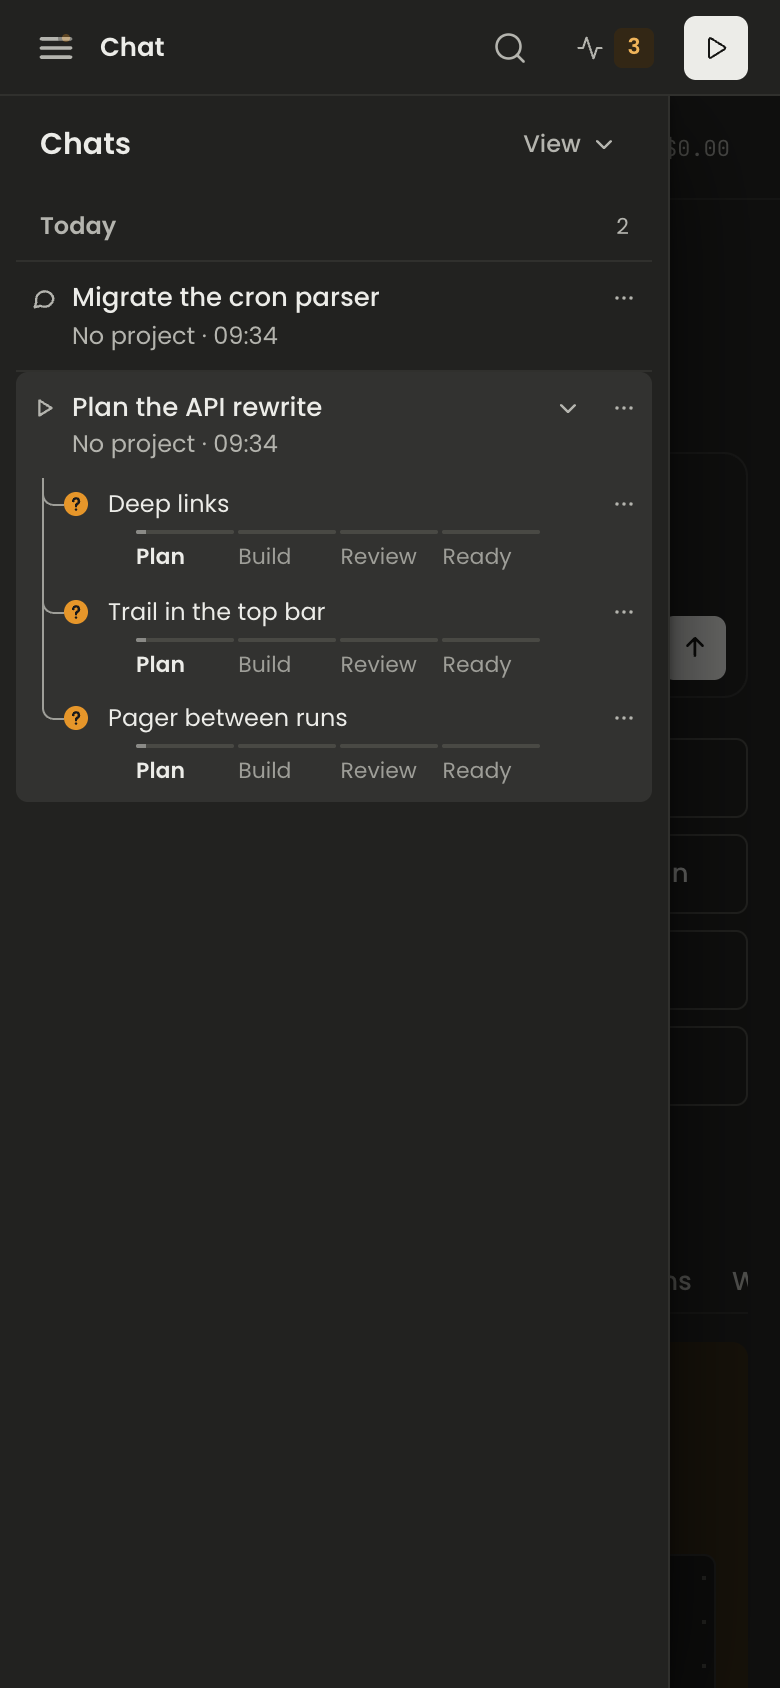 Chat
3
Chats
View
$0.00
Today
2
Migrate the cron parser
No project · 09:34
Plan the API rewrite
No project · 09:34
? Deep links
Plan Build Review Ready
? Trail in the top bar
Plan Build Review Ready
? Pager between runs
Plan Build Review Ready